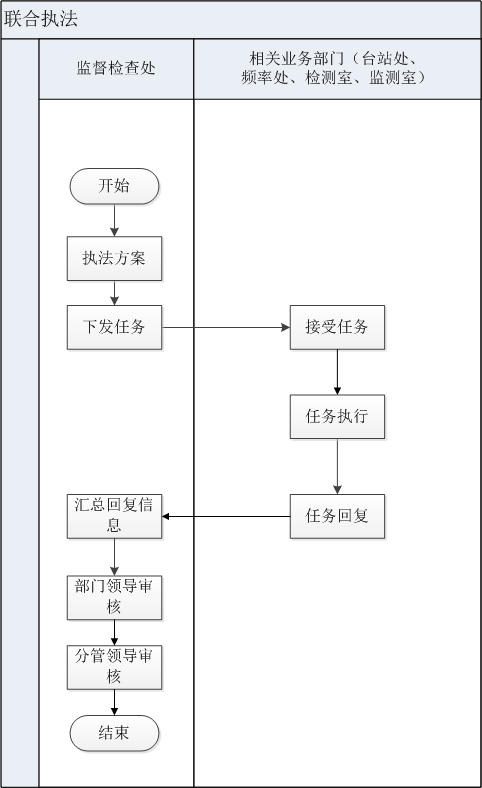 联合执法
监督检查处
相关业务部门（台站处、
频率处、检测室、监测室）
开始
执法方案
下发任务
接受任务
任务执行
汇总回复信
息
任务回复
部门领导审
核
分管领导审
核
结束